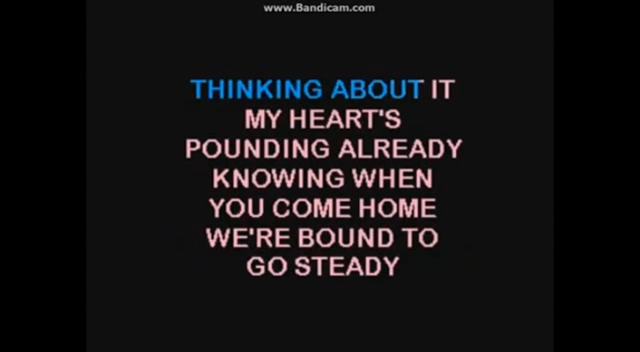 www.Bandicam.com
THINKING ABOUT IT
MY HEART'S
POUNDING ALREADY
KNOWING WHEN
YOU COME HOME
WE'RE BOUND TO
GO STEADY